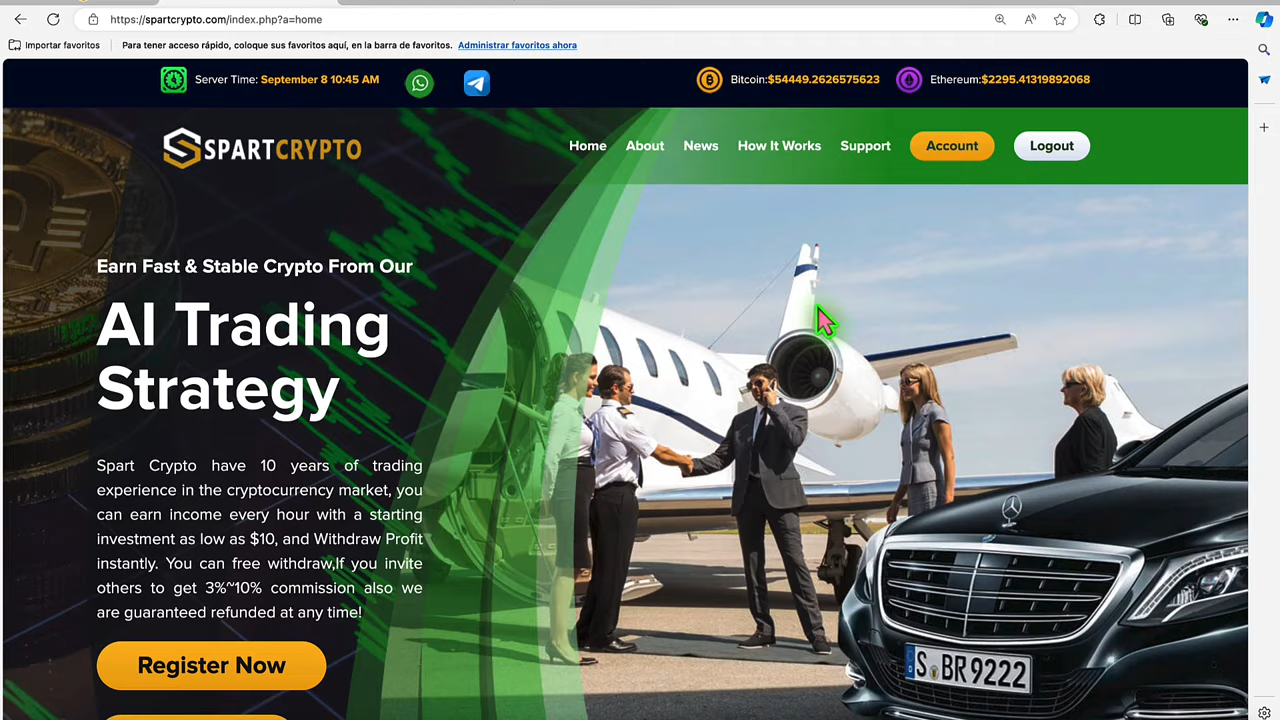 https://spartcrypto.com/index.php?a=home
Importar favoritos
Para tener acceso rápido, coloque sus favoritos aquí, en la barra de favoritos. Administrar favoritos ahora
Server Time: September 8 10:45 AM
Bitcoin:$54449.2626575623
Ethereum:$2295.41319892068
SPARTCRYPTO
Home About News How It Works Support Account Logout
Earn Fast & Stable Crypto From Our
AI Trading
Strategy
Spart Crypto have 10 years of trading
experience in the cryptocurrency market, you
can earn income every hour with a starting
investment as low as $10, and Withdraw Profit
instantly. You can free withdraw,If you invite
others to get 3%~10% commission also we
are guaranteed refunded at any time!
Register Now
S BR 9222